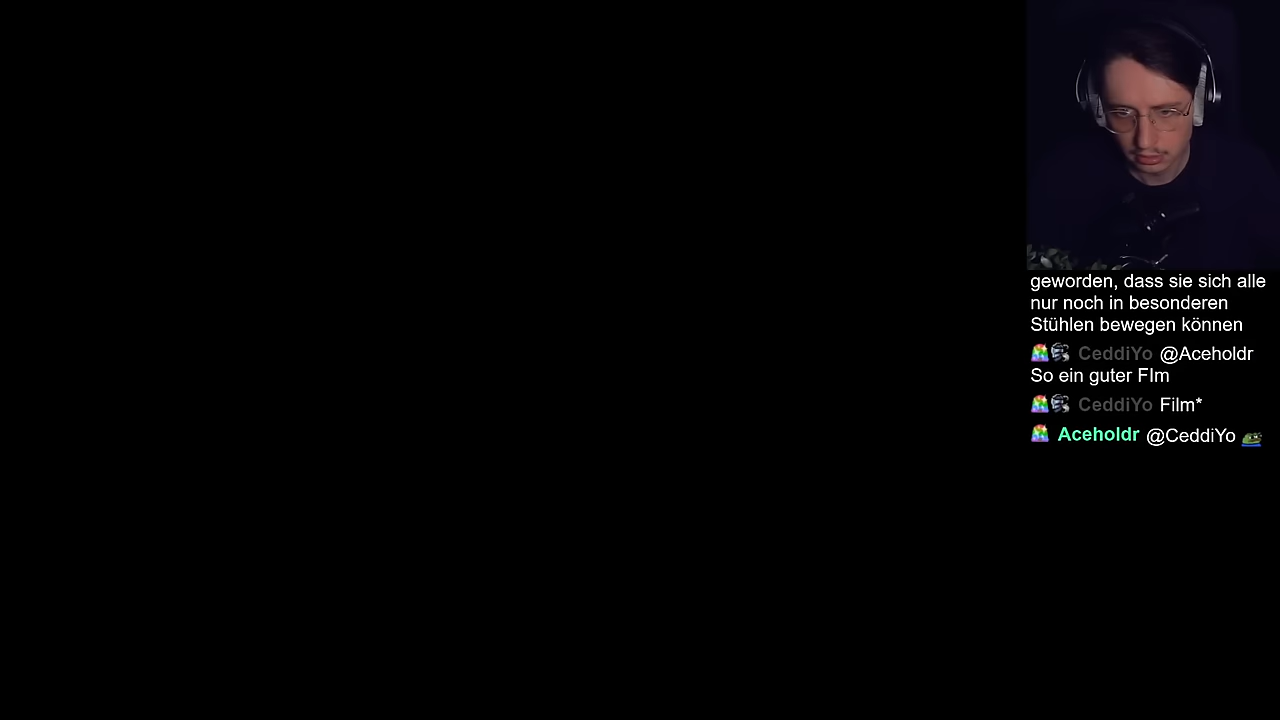 geworden, dass sie sich alle
nur noch in besonderen
Stühlen bewegen können
CeddiYo @Aceholdr
So ein guter FIm
CeddiYo Film*
Aceholdr @CeddiYo